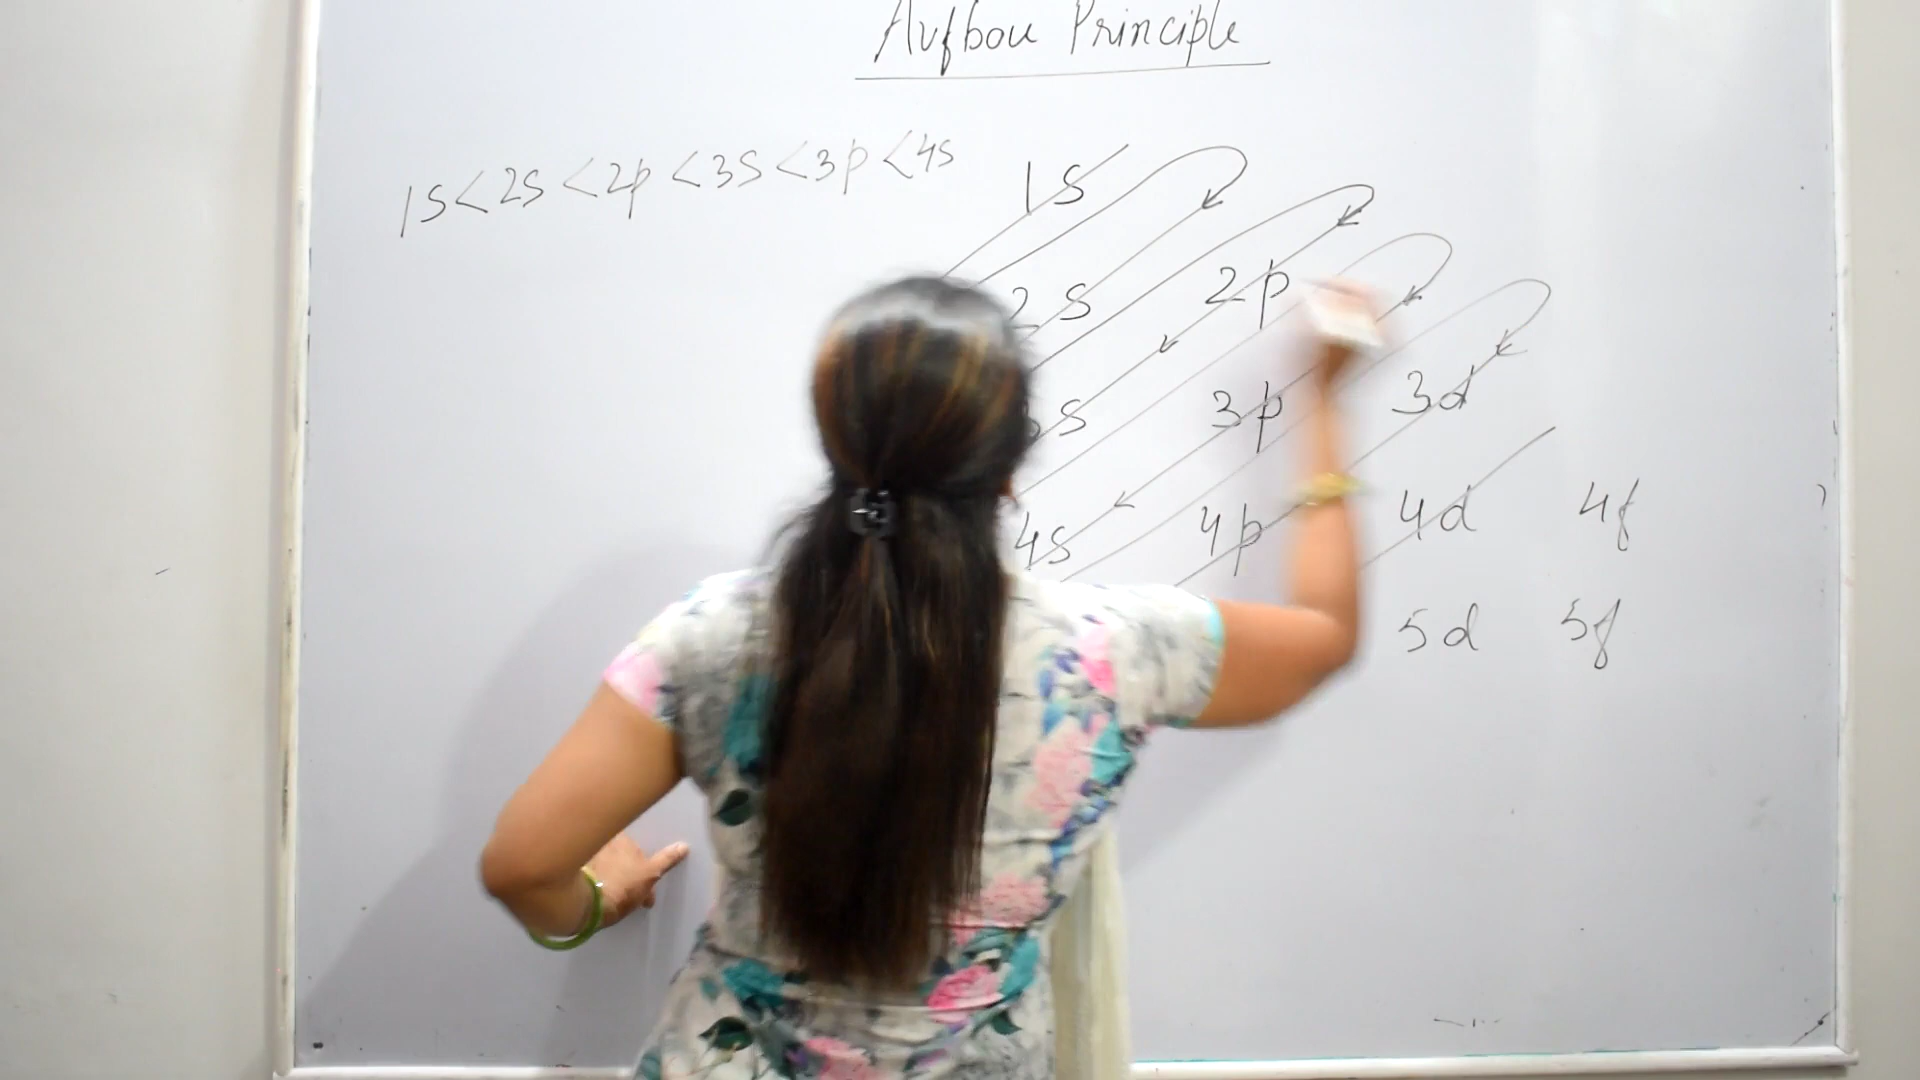 Aufbau Principle
1s<2s<2p<3s<3p<4s
1s
2s 2p
s 3p 3d
4s 4p 4d 4f
5d 5f